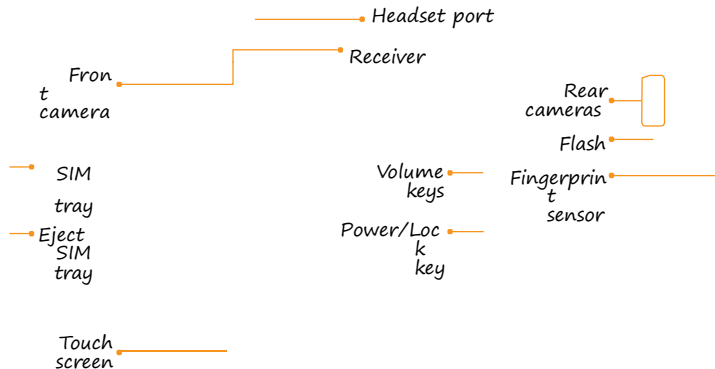 Headset port
Receiver
Fron
t
camera
Rear
cameras
Flash
SIM
tray
Volume
keys
Fingerprin
t
sensor
Eject
SIM
tray
Power/Loc
k
key
Touch
screen